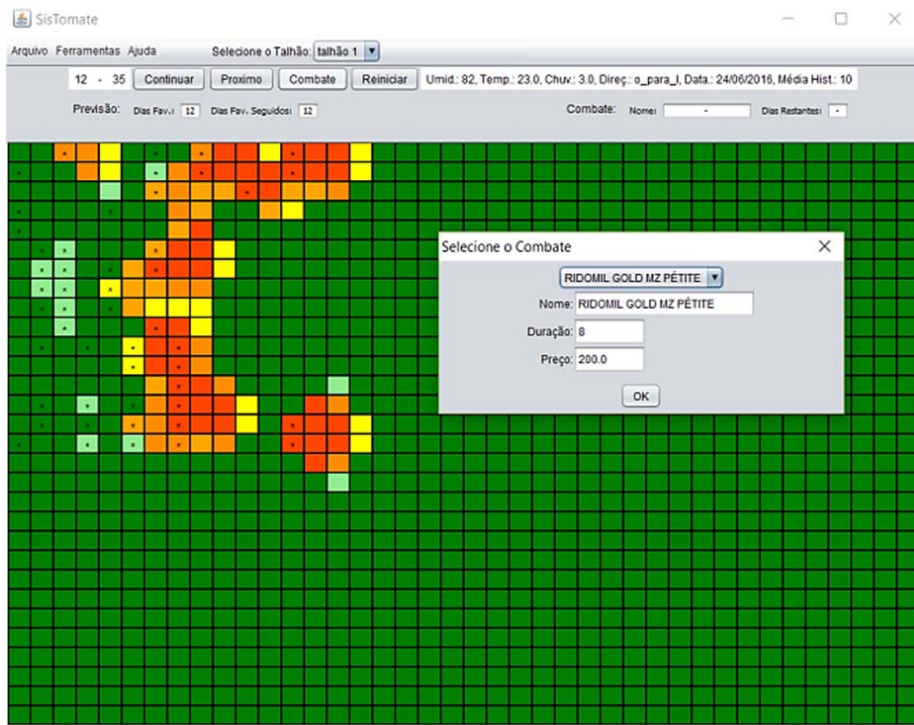 SisTomate
Arquivo Ferramentas Ajuda Selecione o Talhão: talhão 1
12 - 35 Continuar Proximo Combate Reiniciar Umid.: 82, Temp.: 23.0, Chuv.: 3.0, Direç.: o_para_l, Data.: 24/06/2016, Média Hist.: 10
Previsão: Dias Fav.: 12 Dias Fav. Seguidos: 12 Combate: Nome: - Dias Restantes: -
Selecione o Combate
RIDOMIL GOLD MZ PÉTITE
Nome: RIDOMIL GOLD MZ PÉTITE
Duração: 8
Preço: 200.0
OK